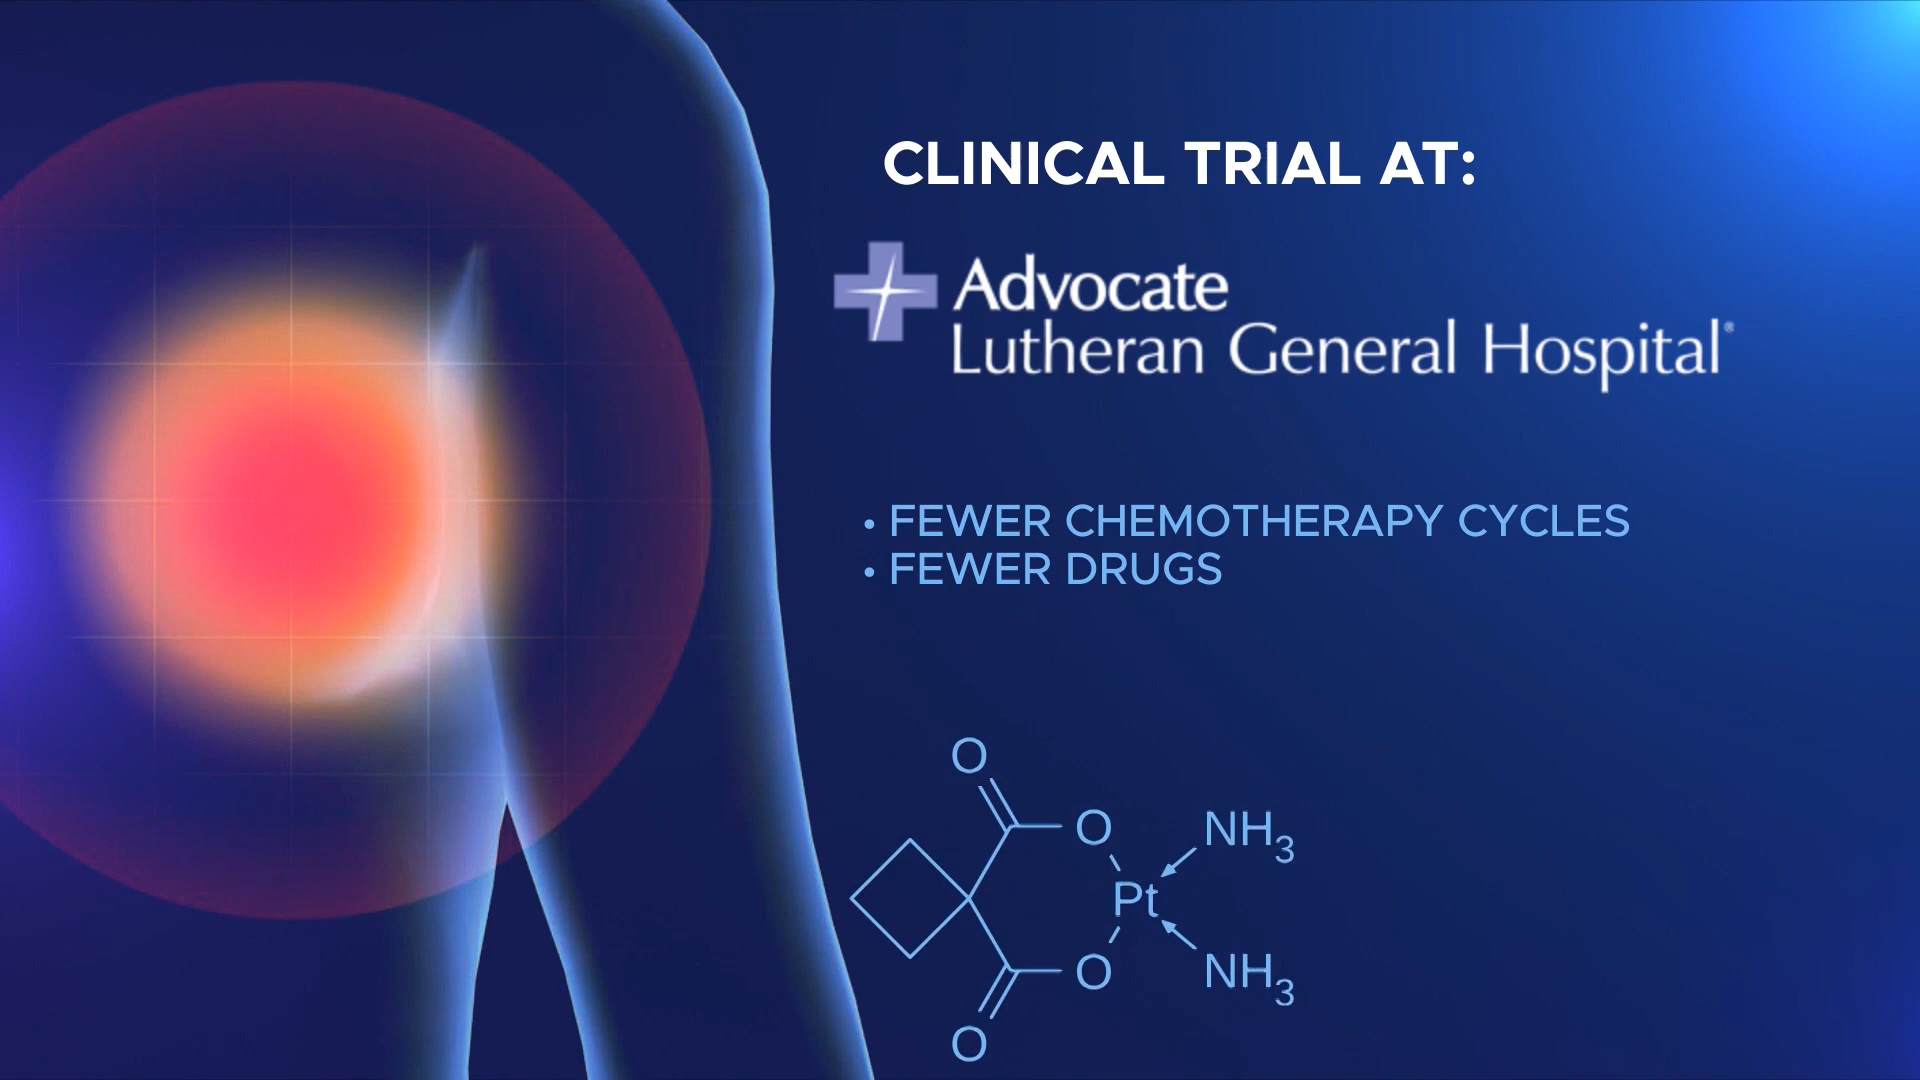 CLINICAL TRIAL AT:
Advocate
Lutheran General Hospital®
• FEWER CHEMOTHERAPY CYCLES
• FEWER DRUGS
O
O NH3
Pt
O NH3
O